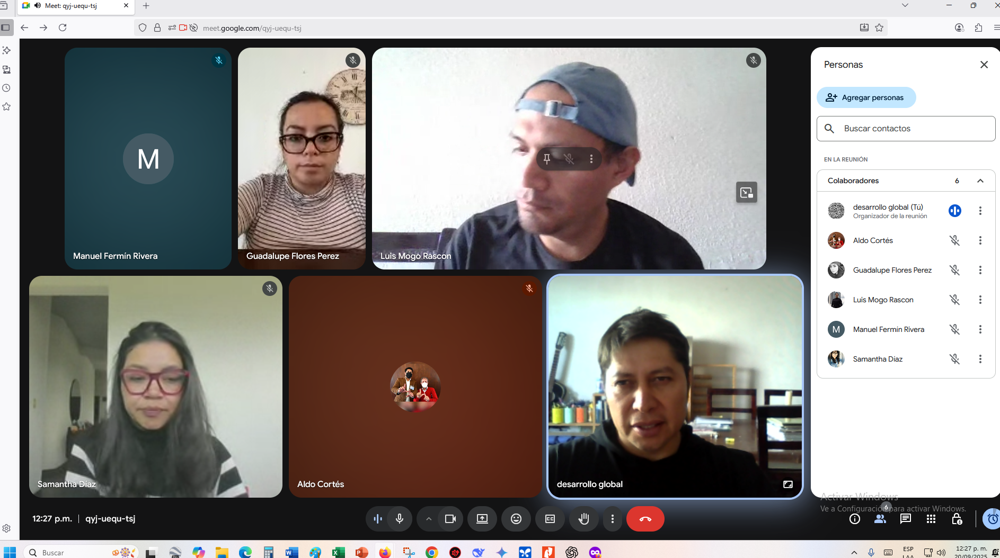 Meet: qyj-uequ-tsj
meet.google.com/qyj-uequ-tsj
M
Manuel Fermín Rivera
Guadalupe Flores Perez
Luis Mogo Rascon
Samantha Díaz
Aldo Cortés
desarrollo global
Personas
Agregar personas
Buscar contactos
EN LA REUNIÓN
Colaboradores 6
desarrollo global (Tú)
Organizador de la reunión
Aldo Cortés
Guadalupe Flores Perez
Luis Mogo Rascon
M Manuel Fermín Rivera
Samantha Díaz
Activar Windows
Ve a Configuración para activar Windows.
6
12:27 p.m. | qyj-uequ-tsj
Buscar
ESP
LAA
12:27 p. m.
20/09/2025